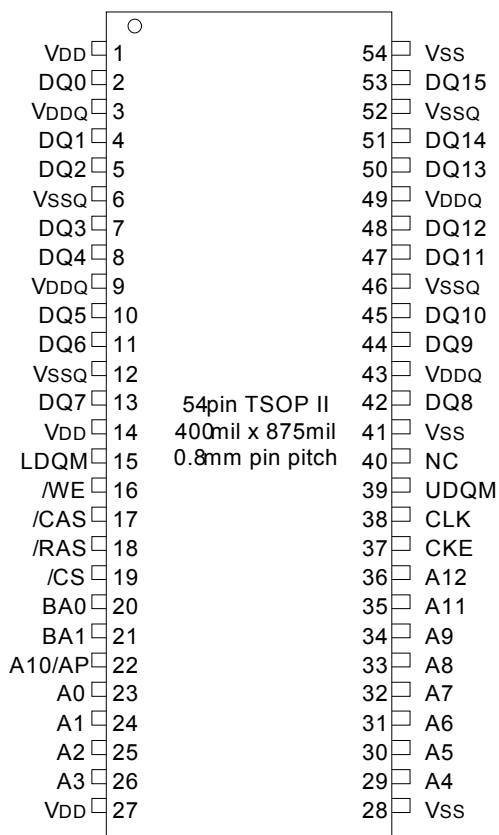 VDD 1 54 VSS
DQ0 2 53 DQ15
VDDQ 3 52 VSSQ
DQ1 4 51 DQ14
DQ2 5 50 DQ13
VSSQ 6 49 VDDQ
DQ3 7 48 DQ12
DQ4 8 47 DQ11
VDDQ 9 46 VSSQ
DQ5 10 45 DQ10
DQ6 11 44 DQ9
VSSQ 12 43 VDDQ
DQ7 13 54pin TSOP II 42 DQ8
VDD 14 400mil x 875mil 41 VSS
LDQM 15 0.8mm pin pitch 40 NC
/WE 16 39 UDQM
/CAS 17 38 CLK
/RAS 18 37 CKE
/CS 19 36 A12
BA0 20 35 A11
BA1 21 34 A9
A10/AP 22 33 A8
A0 23 32 A7
A1 24 31 A6
A2 25 30 A5
A3 26 29 A4
VDD 27 28 VSS